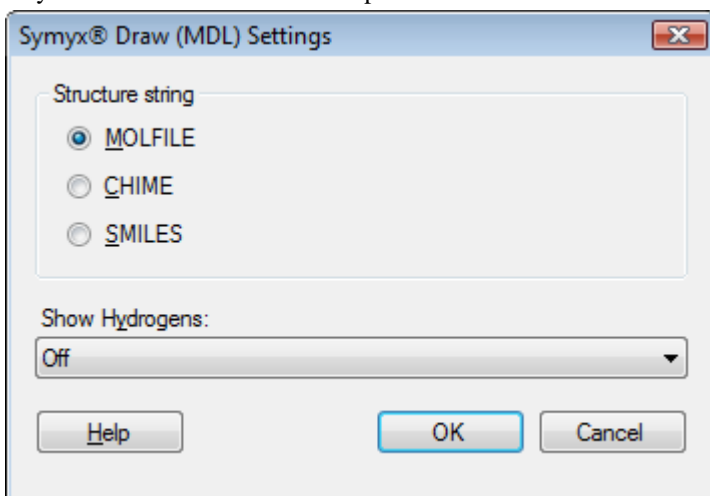 Symyx® Draw (MDL) Settings
Structure string
MOLFILE
CHIME
SMILES
Show Hydrogens:
Off
Help OK Cancel